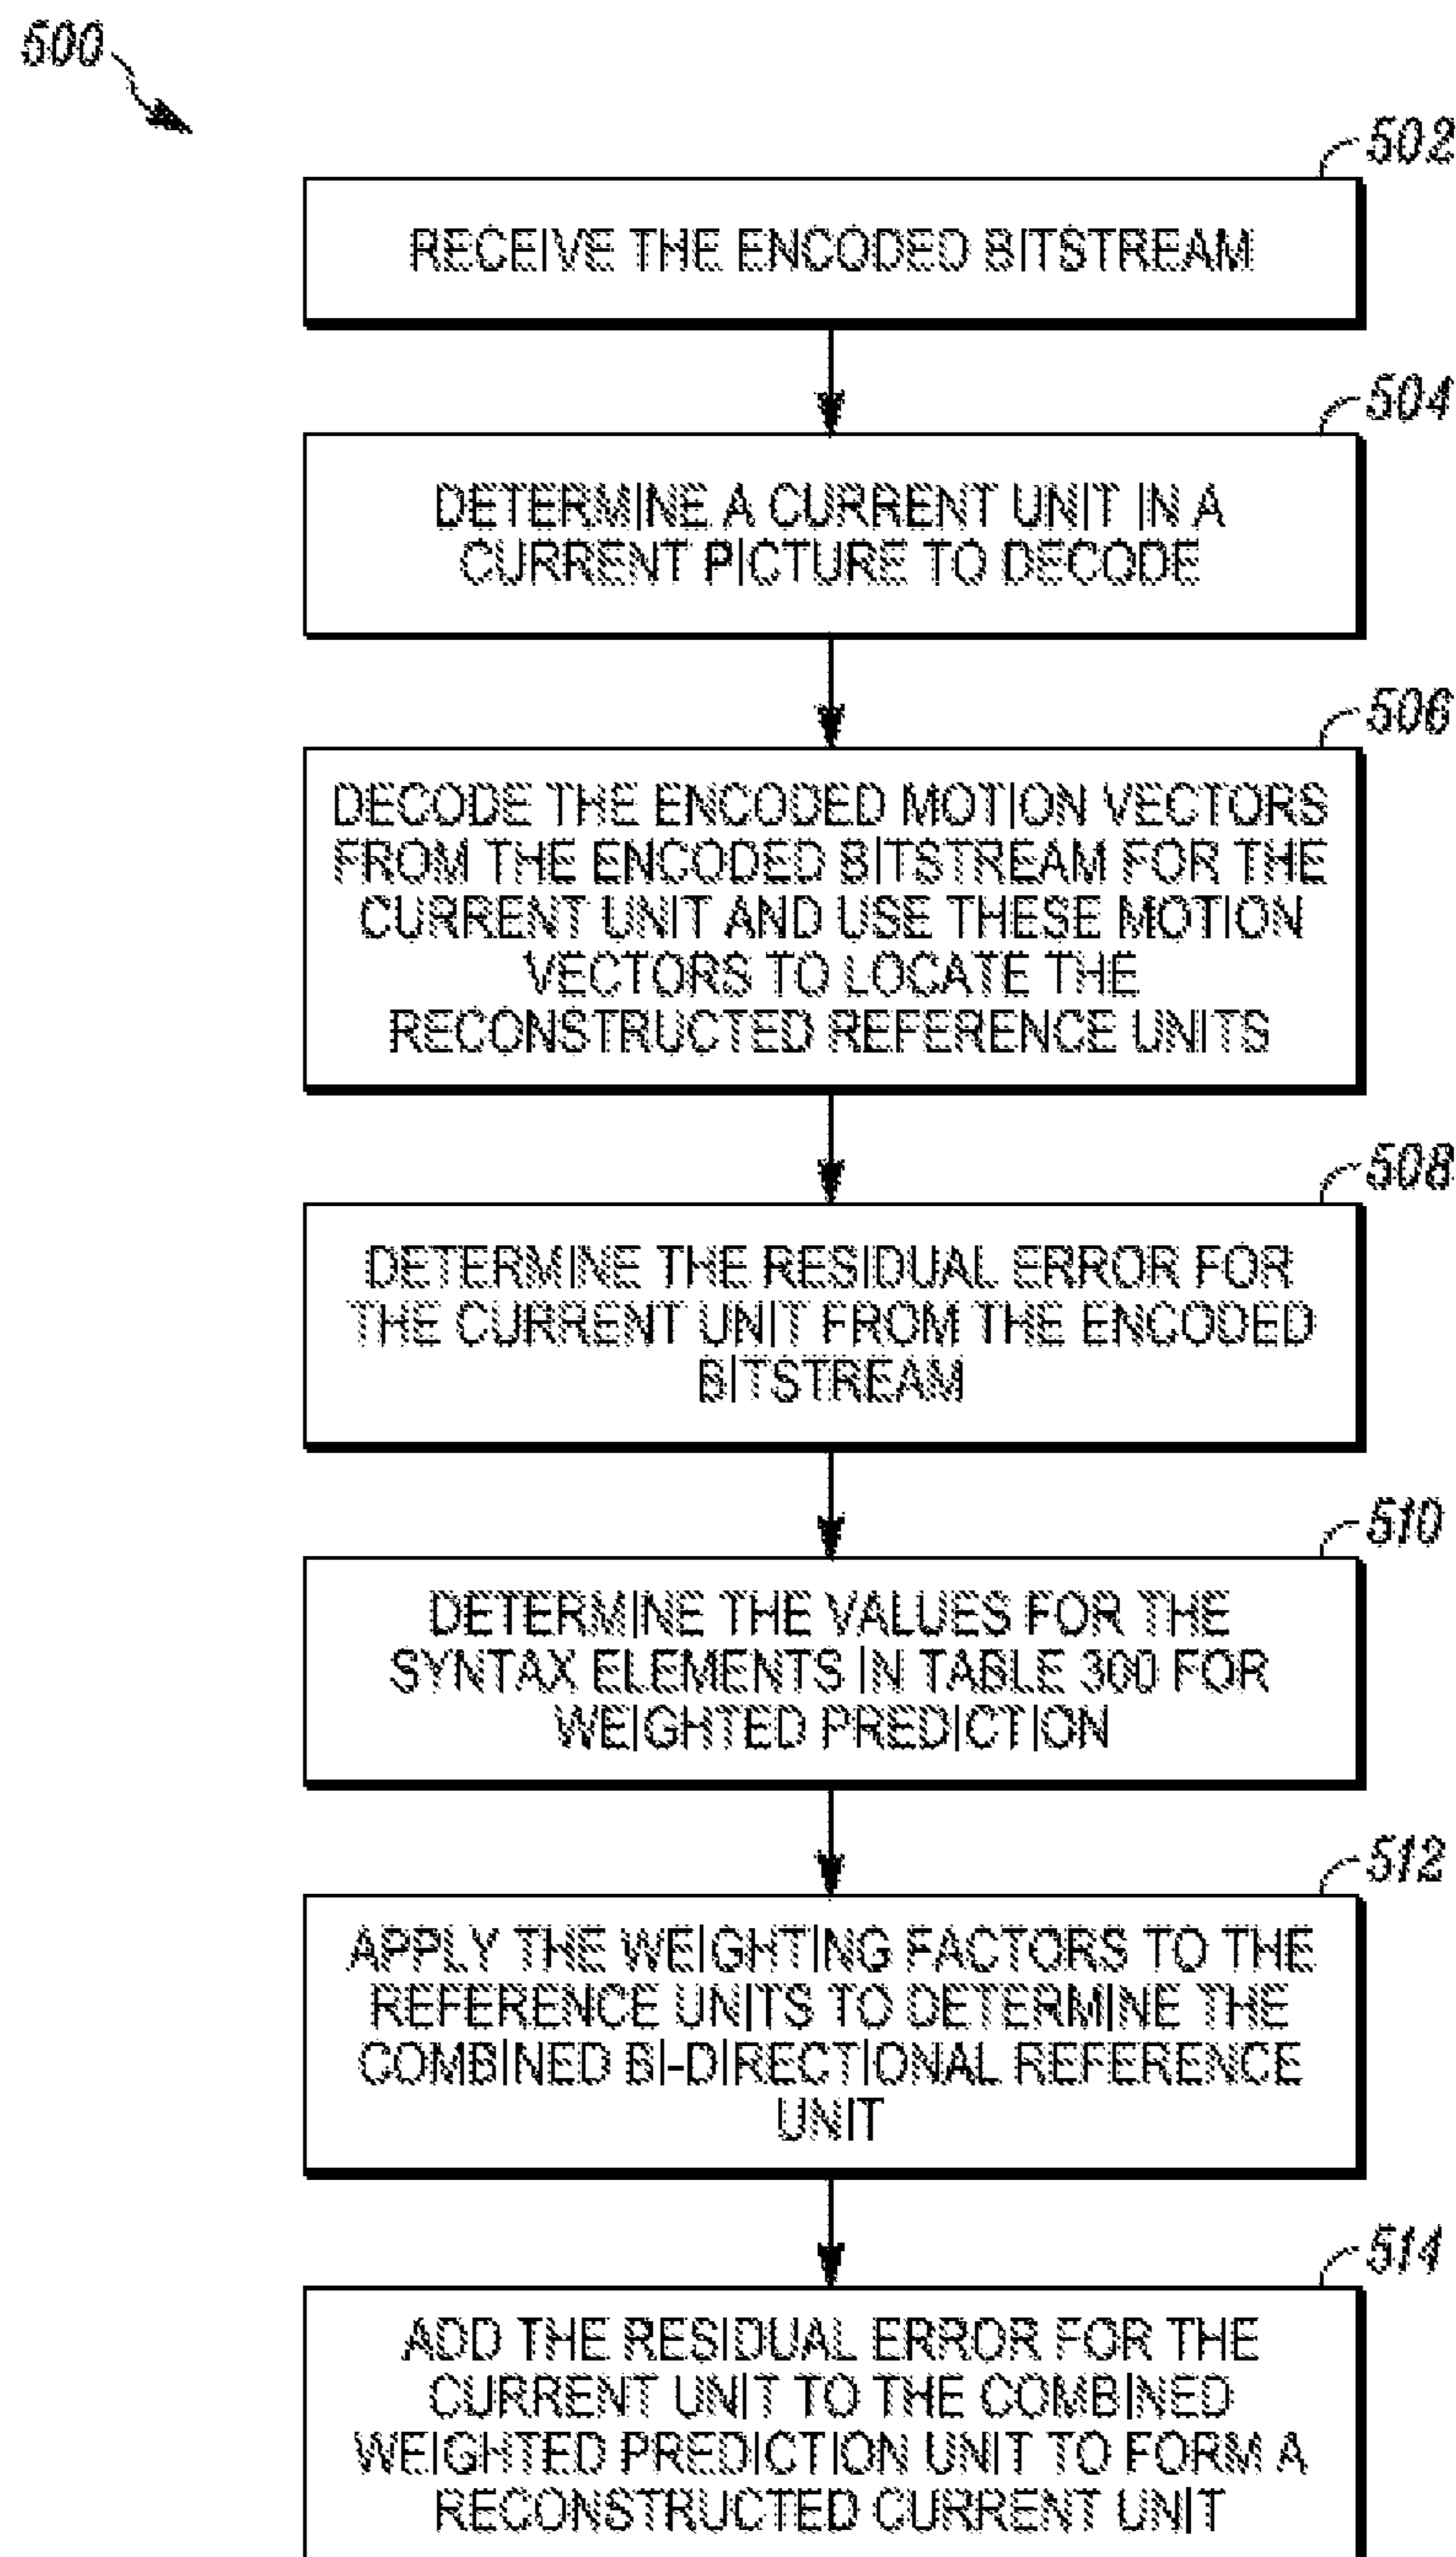 500
502
RECEIVE THE ENCODED BITSTREAM
504
DETERMINE A CURRENT UNIT IN A
CURRENT PICTURE TO DECODE
506
DECODE THE ENCODED MOTION VECTORS
FROM THE ENCODED BITSTREAM FOR THE
CURRENT UNIT AND USE THESE MOTION
VECTORS TO LOCATE THE
RECONSTRUCTED REFERENCE UNITS
508
DETERMINE THE RESIDUAL ERROR FOR
THE CURRENT UNIT FROM THE ENCODED
BITSTREAM
510
DETERMINE THE VALUES FOR THE
SYNTAX ELEMENTS IN TABLE 300 FOR
WEIGHTED PREDICTION
512
APPLY THE WEIGHTING FACTORS TO THE
REFERENCE UNITS TO DETERMINE THE
COMBINED BI-DIRECTIONAL REFERENCE
UNIT
514
ADD THE RESIDUAL ERROR FOR THE
CURRENT UNIT TO THE COMBINED
WEIGHTED PREDICTION UNIT TO FORM A
RECONSTRUCTED CURRENT UNIT